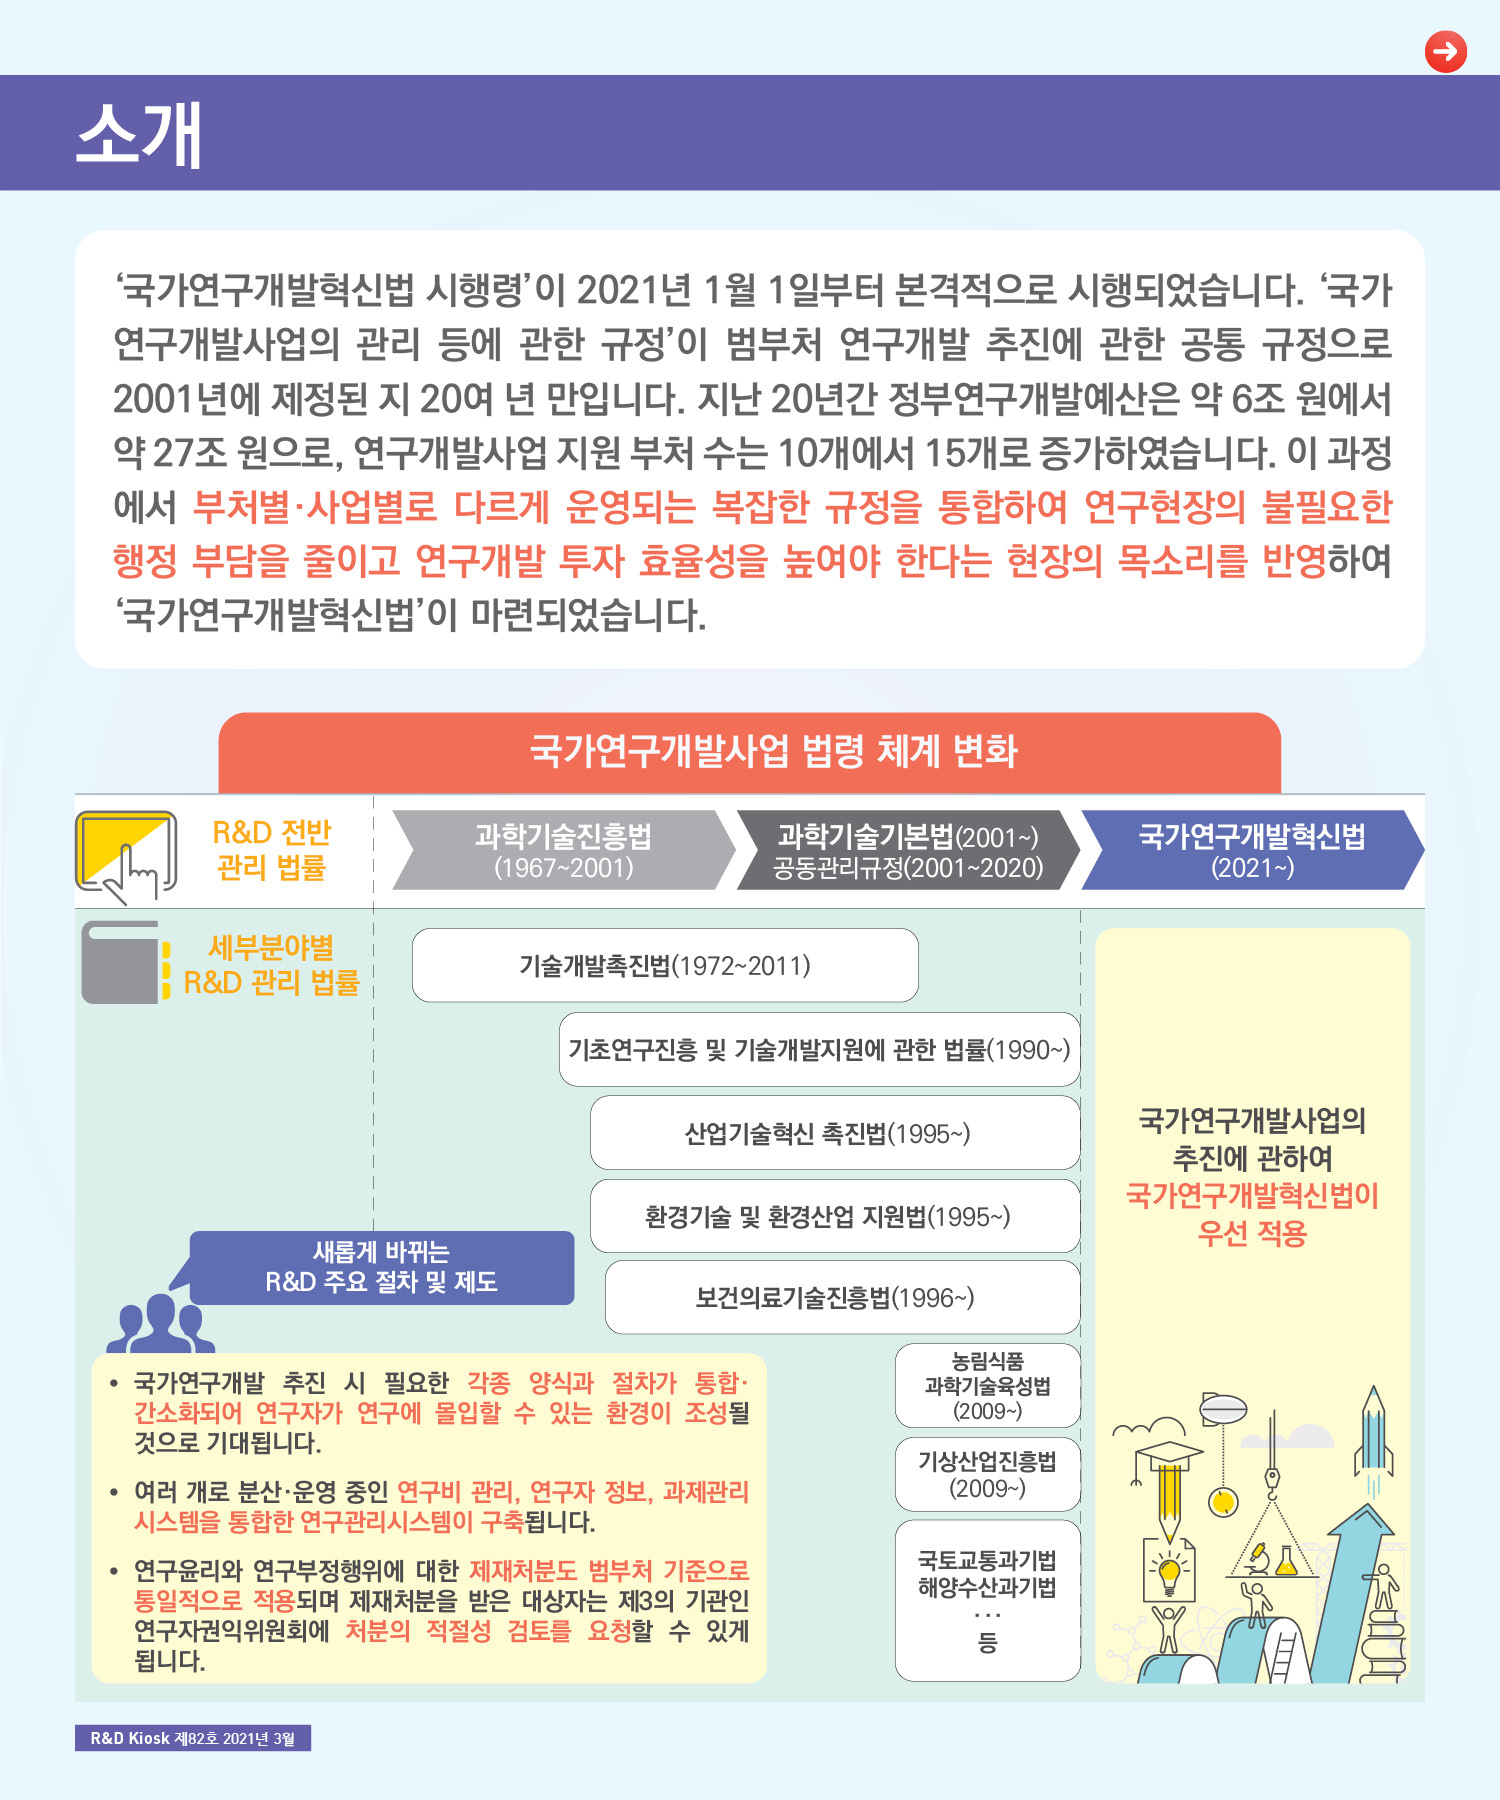 소개
‘국가연구개발혁신법 시행령’이 2021년 1월 1일부터 본격적으로 시행되었습니다. ‘국가
연구개발사업의 관리 등에 관한 규정’이 범부처 연구개발 추진에 관한 공통 규정으로
2001년에 제정된 지 20여 년 만입니다. 지난 20년간 정부연구개발예산은 약 6조 원에서
약 27조 원으로, 연구개발사업 지원 부처 수는 10개에서 15개로 증가하였습니다. 이 과정
에서 부처별·사업별로 다르게 운영되는 복잡한 규정을 통합하여 연구현장의 불필요한
행정 부담을 줄이고 연구개발 투자 효율성을 높여야 한다는 현장의 목소리를 반영하여
‘국가연구개발혁신법’이 마련되었습니다.
국가연구개발사업 법령 체계 변화
R&D 전반
관리 법률
과학기술진흥법
(1967~2001)
과학기술기본법(2001~)
공동관리규정(2001~2020)
국가연구개발혁신법
(2021~)
세부분야별
R&D 관리 법률
기술개발촉진법(1972~2011)
기초연구진흥 및 기술개발지원에 관한 법률(1990~)
산업기술혁신 촉진법(1995~)
환경기술 및 환경산업 지원법(1995~)
보건의료기술진흥법(1996~)
농림식품
과학기술육성법
(2009~)
기상산업진흥법
(2009~)
국토교통과기법
해양수산과기법
···
등
국가연구개발사업의
추진에 관하여
국가연구개발혁신법이
우선 적용
새롭게 바뀌는
R&D 주요 절차 및 제도
• 국가연구개발 추진 시 필요한 각종 양식과 절차가 통합·
간소화되어 연구자가 연구에 몰입할 수 있는 환경이 조성될
것으로 기대됩니다.
• 여러 개로 분산·운영 중인 연구비 관리, 연구자 정보, 과제관리
시스템을 통합한 연구관리시스템이 구축됩니다.
• 연구윤리와 연구부정행위에 대한 제재처분도 범부처 기준으로
통일적으로 적용되며 제재처분을 받은 대상자는 제3의 기관인
연구자권익위원회에 처분의 적절성 검토를 요청할 수 있게
됩니다.
R&D Kiosk 제82호 2021년 3월